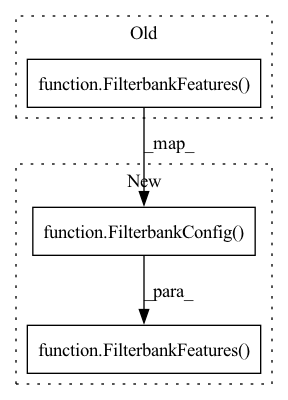 Old
function.FilterbankFeatures()
_map_
New
function.FilterbankConfig()
_para_
function.FilterbankFeatures()